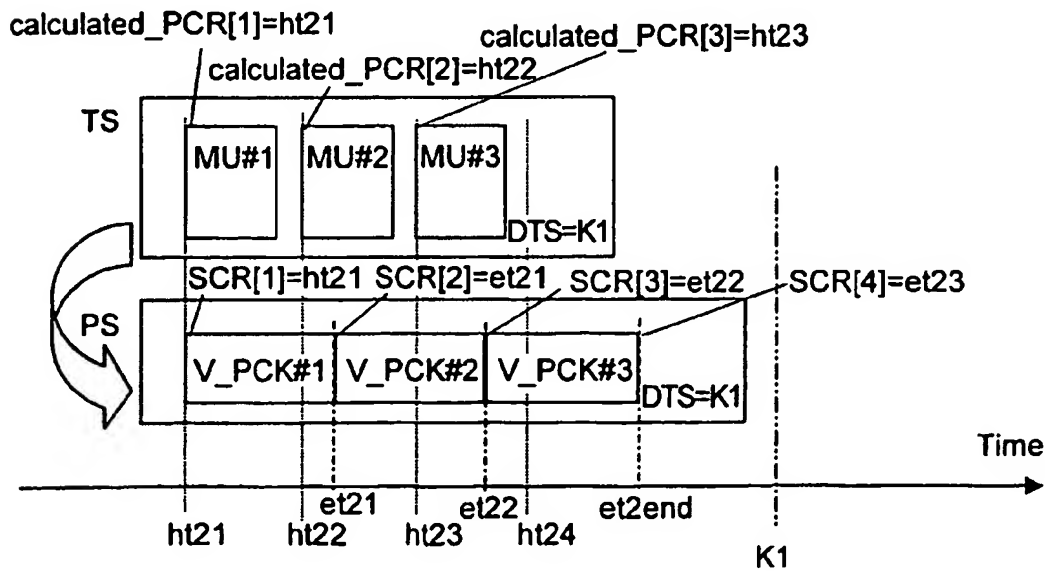 calculated_PCR[1]=ht21
calculated_PCR[3]=ht23
calculated_PCR[2]=ht22
TS
MU#1 MU#2 MU#3
DTS=K1
SCR[1]=ht21 SCR[2]=et21 SCR[3]=et22 SCR[4]=et23
PS
V_PCK#1 V_PCK#2 V_PCK#3
DTS=K1
Time
et21 et22 et2end
ht21 ht22 ht23 ht24
K1